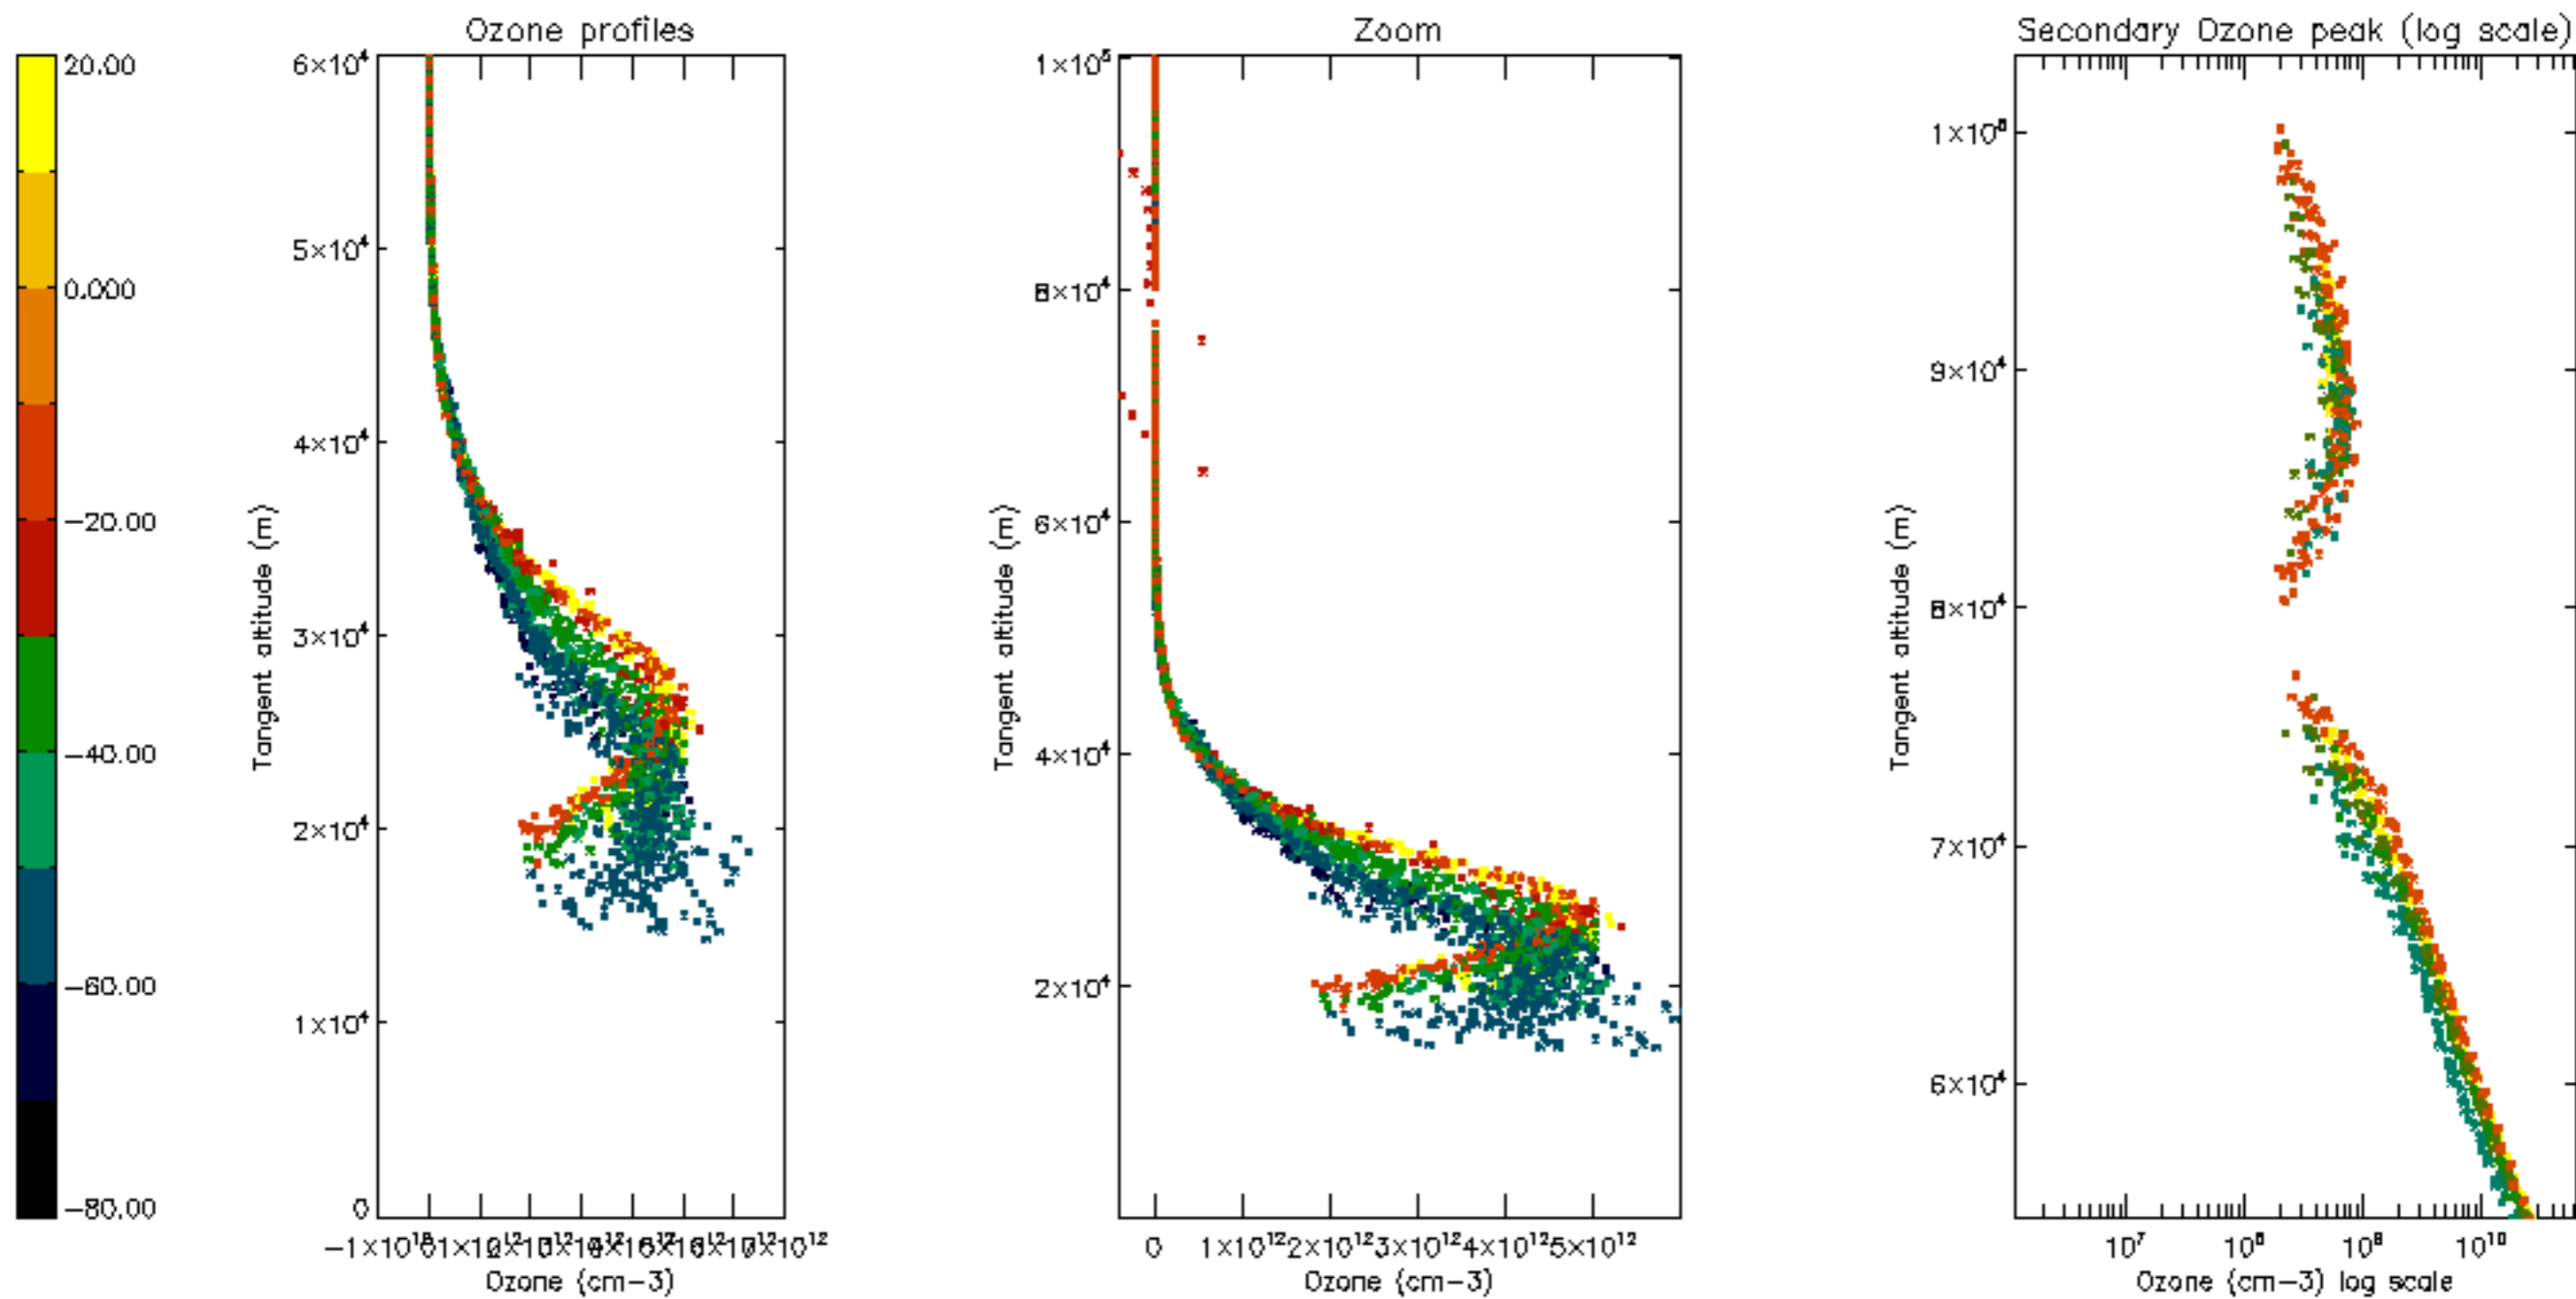 Ozone profiles
Zoom
Secondary Ozone peak (log scale)
20.00
0.000
−20.00
−40.00
−60.00
−80.00
6×10⁴
5×10⁴
4×10⁴
3×10⁴
2×10⁴
1×10⁴
0
Tangent altitude (m)
Ozone (cm−3)
1×10⁵
8×10⁴
6×10⁴
4×10⁴
2×10⁴
Tangent altitude (m)
0 1×10¹² 2×10¹² 3×10¹² 4×10¹² 5×10¹²
Ozone (cm−3)
9×10⁴
8×10⁴
7×10⁴
6×10⁴
Tangent altitude (m)
10⁷ 10⁸ 10⁹ 10¹⁰
Ozone (cm−3) log scale